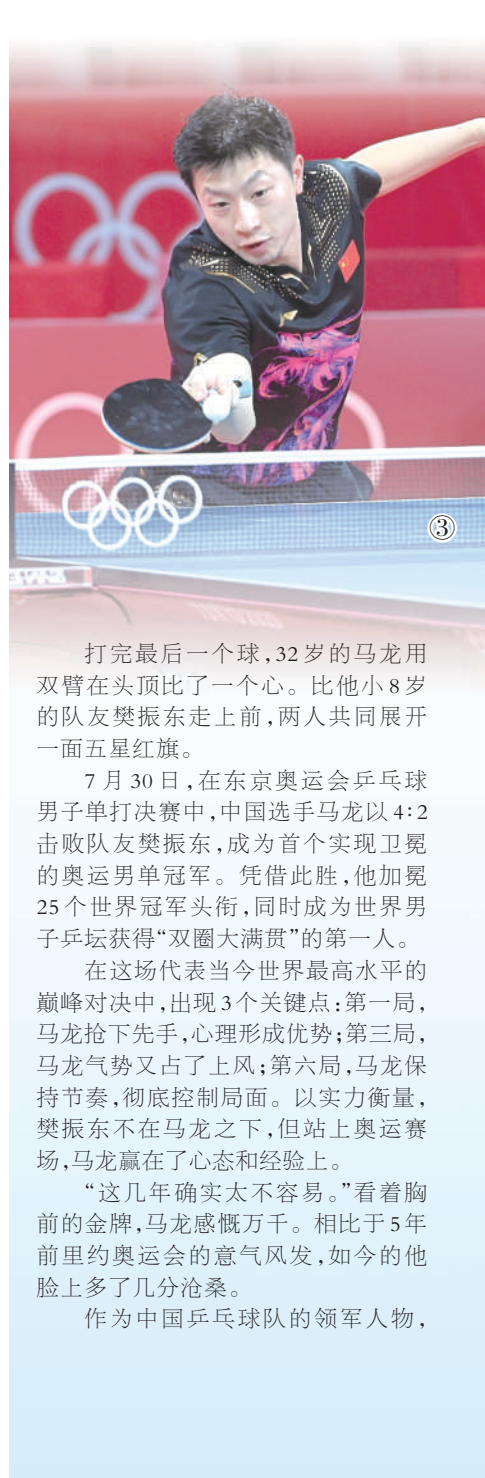 ③
打完最后一个球，32岁的马龙用
双臂在头顶比了一个心。比他小8岁
的队友樊振东走上前，两人共同展开
一面五星红旗。
7月30日，在东京奥运会乒乓球
男子单打决赛中，中国选手马龙以4∶2
击败队友樊振东，成为首个实现卫冕
的奥运男单冠军。凭借此胜，他加冕
25个世界冠军头衔，同时成为世界男
子乒坛获得“双圈大满贯”的第一人。
在这场代表当今世界最高水平的
巅峰对决中，出现3个关键点：第一局，
马龙抢下先手，心理形成优势；第三局，
马龙气势又占了上风；第六局，马龙保
持节奏，彻底控制局面。以实力衡量，
樊振东不在马龙之下，但站上奥运赛
场，马龙赢在了心态和经验上。
“这几年确实太不容易。”看着胸
前的金牌，马龙感慨万千。相比于5年
前里约奥运会的意气风发，如今的他
脸上多了几分沧桑。
作为中国乒乓球队的领军人物，